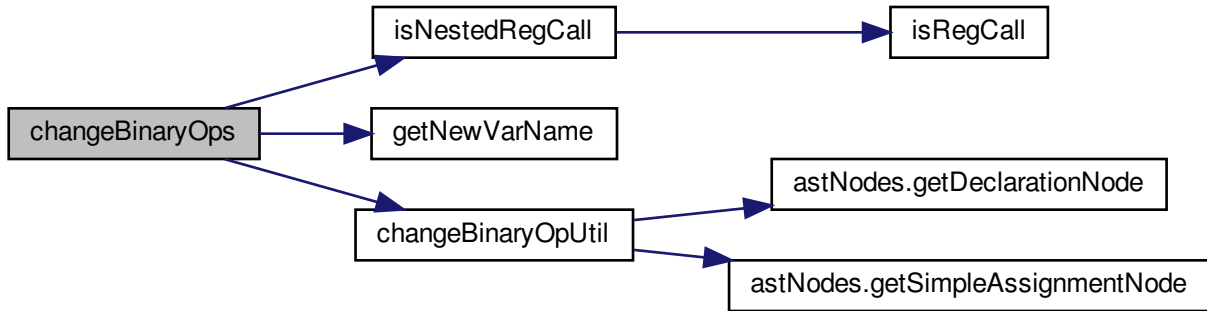 isNestedRegCall
isRegCall
changeBinaryOps
getNewVarName
astNodes.getDeclarationNode
changeBinaryOpUtil
astNodes.getSimpleAssignmentNode